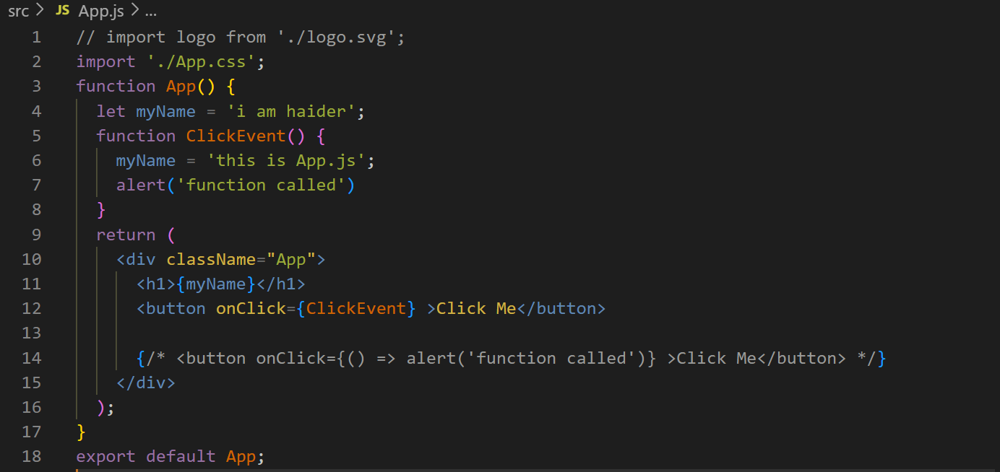 src > JS App.js > ...
1 // import logo from './logo.svg';
2 import './App.css';
3 function App() {
4   let myName = 'i am haider';
5   function ClickEvent() {
6     myName = 'this is App.js';
7     alert('function called')
8   }
9   return (
10     <div className="App">
11       <h1>{myName}</h1>
12       <button onClick={ClickEvent} >Click Me</button>
13
14       {/* <button onClick={() => alert('function called')} >Click Me</button> */}
15     </div>
16   );
17 }
18 export default App;